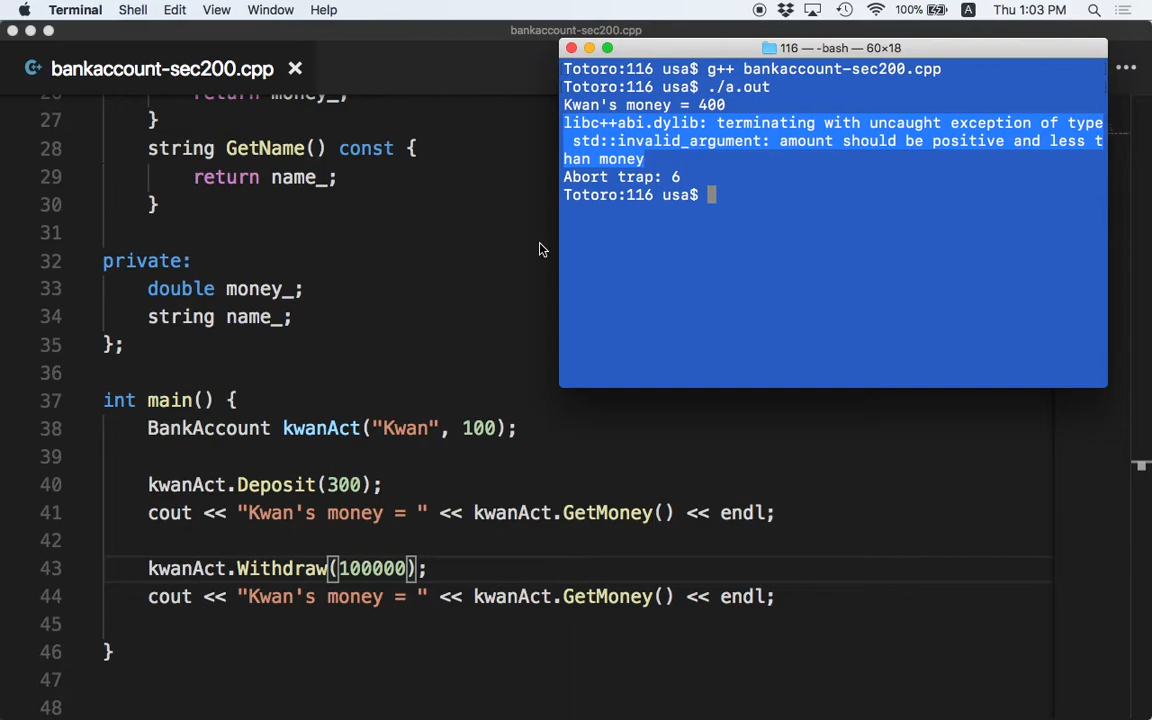 Terminal Shell Edit View Window Help 100% A Thu 1:03 PM
bankaccount-sec200.cpp
bankaccount-sec200.cpp ×
116 — -bash — 60×18
Totoro:116 usa$ g++ bankaccount-sec200.cpp
Totoro:116 usa$ ./a.out
Kwan's money = 400
libc++abi.dylib: terminating with uncaught exception of type
std::invalid_argument: amount should be positive and less t
han money
Abort trap: 6
Totoro:116 usa$
return money_;
27 }
28 string GetName() const {
29 return name_;
30 }
31
32 private:
33 double money_;
34 string name_;
35 };
36
37 int main() {
38 BankAccount kwanAct("Kwan", 100);
39
40 kwanAct.Deposit(300);
41 cout << "Kwan's money = " << kwanAct.GetMoney() << endl;
42
43 kwanAct.Withdraw(100000);
44 cout << "Kwan's money = " << kwanAct.GetMoney() << endl;
45
46 }
47
48